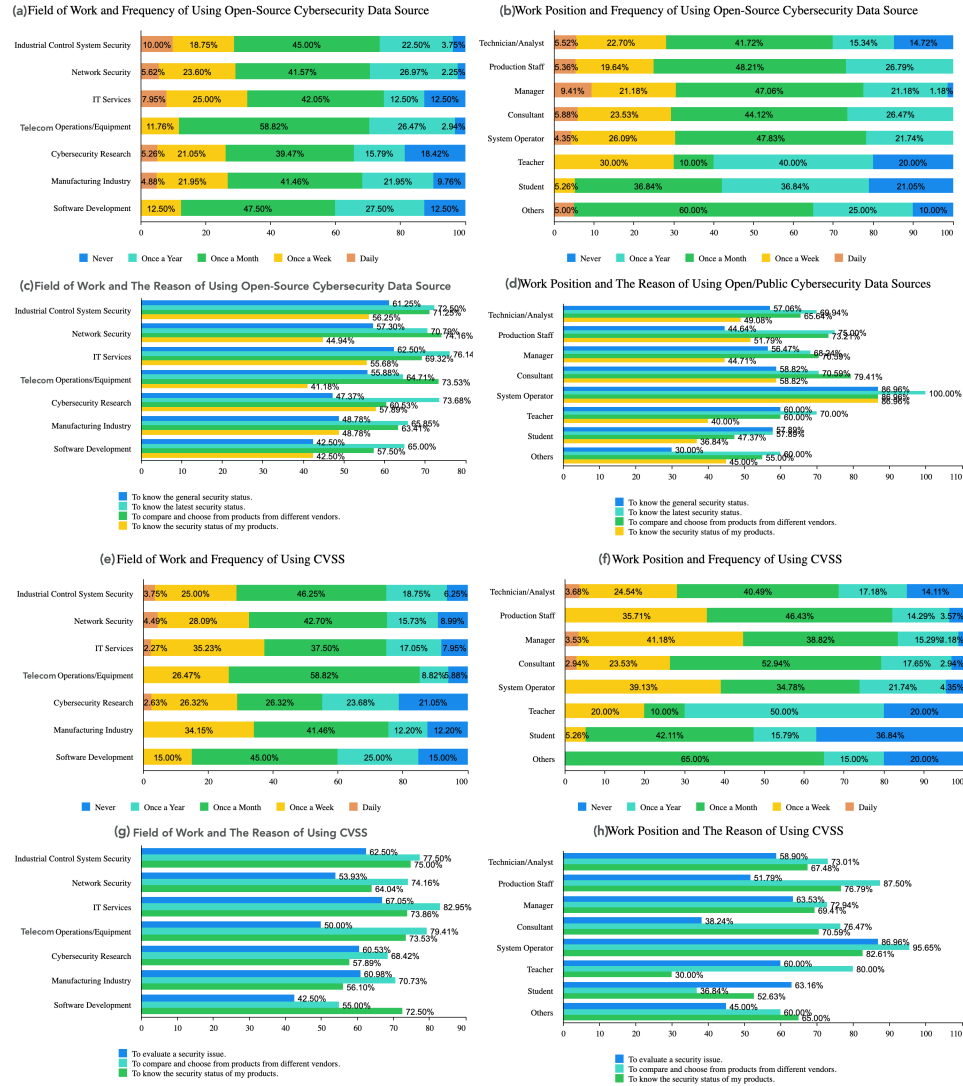 (a)Field of Work and Frequency of Using Open-Source Cybersecurity Data Source
Industrial Control System Security 10.00% 18.75% 45.00% 22.50% 3.75%
Network Security 5.62% 23.60% 41.57% 26.97% 2.25%
IT Services 7.95% 25.00% 42.05% 12.50% 12.50%
Telecom Operations/Equipment 11.76% 58.82% 26.47% 2.94%
Cybersecurity Research 5.26% 21.05% 39.47% 15.79% 18.42%
Manufacturing Industry 4.88% 21.95% 41.46% 21.95% 9.76%
Software Development 12.50% 47.50% 27.50% 12.50%
0 20 40 60 80 100
Never Once a Year Once a Month Once a Week Daily
(b)Work Position and Frequency of Using Open-Source Cybersecurity Data Source
Technician/Analyst 5.52% 22.70% 41.72% 15.34% 14.72%
Production Staff 5.36% 19.64% 48.21% 26.79%
Manager 9.41% 21.18% 47.06% 21.18% 1.18%
Consultant 5.88% 23.53% 44.12% 26.47%
System Operator 4.35% 26.09% 47.83% 21.74%
Teacher 30.00% 10.00% 40.00% 20.00%
Student 5.26% 36.84% 36.84% 21.05%
Others 5.00% 60.00% 25.00% 10.00%
0 10 20 30 40 50 60 70 80 90 100
Never Once a Year Once a Month Once a Week Daily
(c)Field of Work and The Reason of Using Open-Source Cybersecurity Data Source
Industrial Control System Security 61.25% 72.50% 71.25% 56.25%
Network Security 57.30% 70.79% 74.16% 44.94%
IT Services 62.50% 76.14 69.32% 55.68%
Telecom Operations/Equipment 55.88% 64.71% 73.53% 41.18%
Cybersecurity Research 47.37% 73.68% 60.53% 57.89%
Manufacturing Industry 48.78% 65.85% 63.41% 48.78%
Software Development 42.50% 65.00% 57.50% 42.50%
0 10 20 30 40 50 60 70 80
To know the general security status.
To know the latest security status.
To compare and choose from products from different vendors.
To know the security status of my products.
(d)Work Position and The Reason of Using Open/Public Cybersecurity Data Sources
Technician/Analyst 57.06% 69.94% 65.64% 49.08%
Production Staff 44.64% 75.00% 73.21% 51.79%
Manager 56.47% 68.24% 70.59% 44.71%
Consultant 58.82% 70.59% 79.41% 58.82%
System Operator 86.96% 100.00% 86.96% 86.96%
Teacher 60.00% 70.00% 60.00% 40.00%
Student 57.89% 57.89% 47.37% 36.84%
Others 30.00% 60.00% 55.00% 45.00%
0 10 20 30 40 50 60 70 80 90 100 110
To know the general security status.
To know the latest security status.
To compare and choose from products from different vendors.
To know the security status of my products.
(e)Field of Work and Frequency of Using CVSS
Industrial Control System Security 3.75% 25.00% 46.25% 18.75% 6.25%
Network Security 4.49% 28.09% 42.70% 15.73% 8.99%
IT Services 2.27% 35.23% 37.50% 17.05% 7.95%
Telecom Operations/Equipment 26.47% 58.82% 8.82% 5.88%
Cybersecurity Research 2.63% 26.32% 26.32% 23.68% 21.05%
Manufacturing Industry 34.15% 41.46% 12.20% 12.20%
Software Development 15.00% 45.00% 25.00% 15.00%
0 20 40 60 80 100
Never Once a Year Once a Month Once a Week Daily
(f)Work Position and Frequency of Using CVSS
Technician/Analyst 3.68% 24.54% 40.49% 17.18% 14.11%
Production Staff 35.71% 46.43% 14.29% 3.57%
Manager 3.53% 41.18% 38.82% 15.29% 1.18%
Consultant 2.94% 23.53% 52.94% 17.65% 2.94%
System Operator 39.13% 34.78% 21.74% 4.35%
Teacher 20.00% 10.00% 50.00% 20.00%
Student 5.26% 42.11% 15.79% 36.84%
Others 65.00% 15.00% 20.00%
0 10 20 30 40 50 60 70 80 90 100
Never Once a Year Once a Month Once a Week Daily
(g) Field of Work and The Reason of Using CVSS
Industrial Control System Security 62.50% 77.50% 75.00%
Network Security 53.93% 74.16% 64.04%
IT Services 67.05% 82.95% 73.86%
Telecom Operations/Equipment 50.00% 79.41% 73.53%
Cybersecurity Research 60.53% 68.42% 57.89%
Manufacturing Industry 60.98% 70.73% 56.10%
Software Development 42.50% 55.00% 72.50%
0 10 20 30 40 50 60 70 80 90
To evaluate a security issue.
To compare and choose from products from different vendors.
To know the security status of my products.
(h)Work Position and The Reason of Using CVSS
Technician/Analyst 58.90% 73.01% 67.48%
Production Staff 51.79% 87.50% 76.79%
Manager 63.53% 72.94% 69.41%
Consultant 38.24% 76.47% 70.59%
System Operator 86.96% 95.65% 82.61%
Teacher 60.00% 80.00% 30.00%
Student 63.16% 36.84% 52.63%
Others 45.00% 60.00% 65.00%
0 10 20 30 40 50 60 70 80 90 100 110
To evaluate a security issue.
To compare and choose from products from different vendors.
To know the security status of my products.